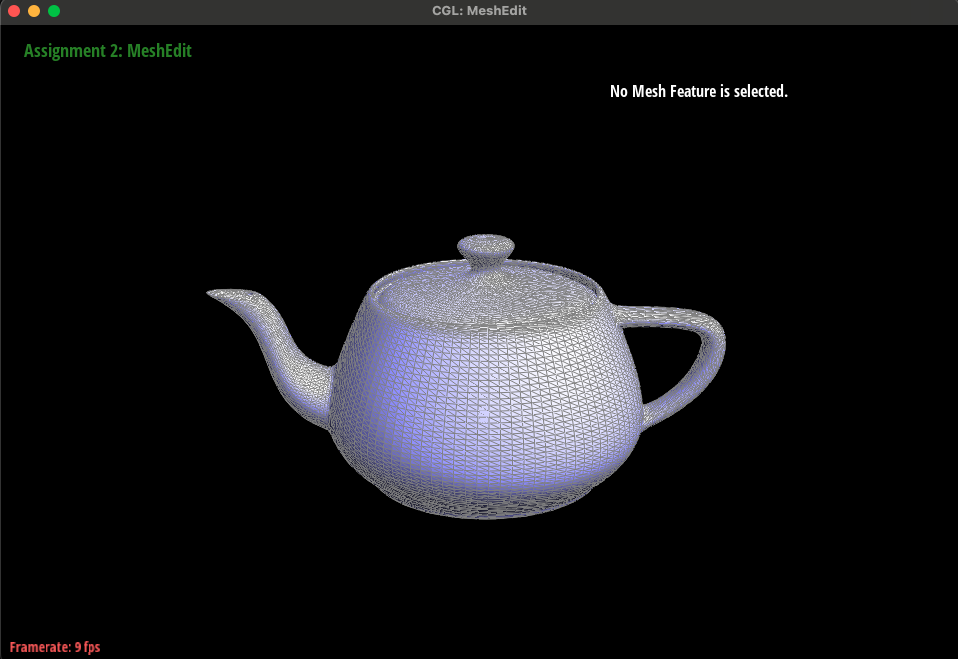 CGL: MeshEdit
Assignment 2: MeshEdit
No Mesh Feature is selected.
Framerate: 9 fps